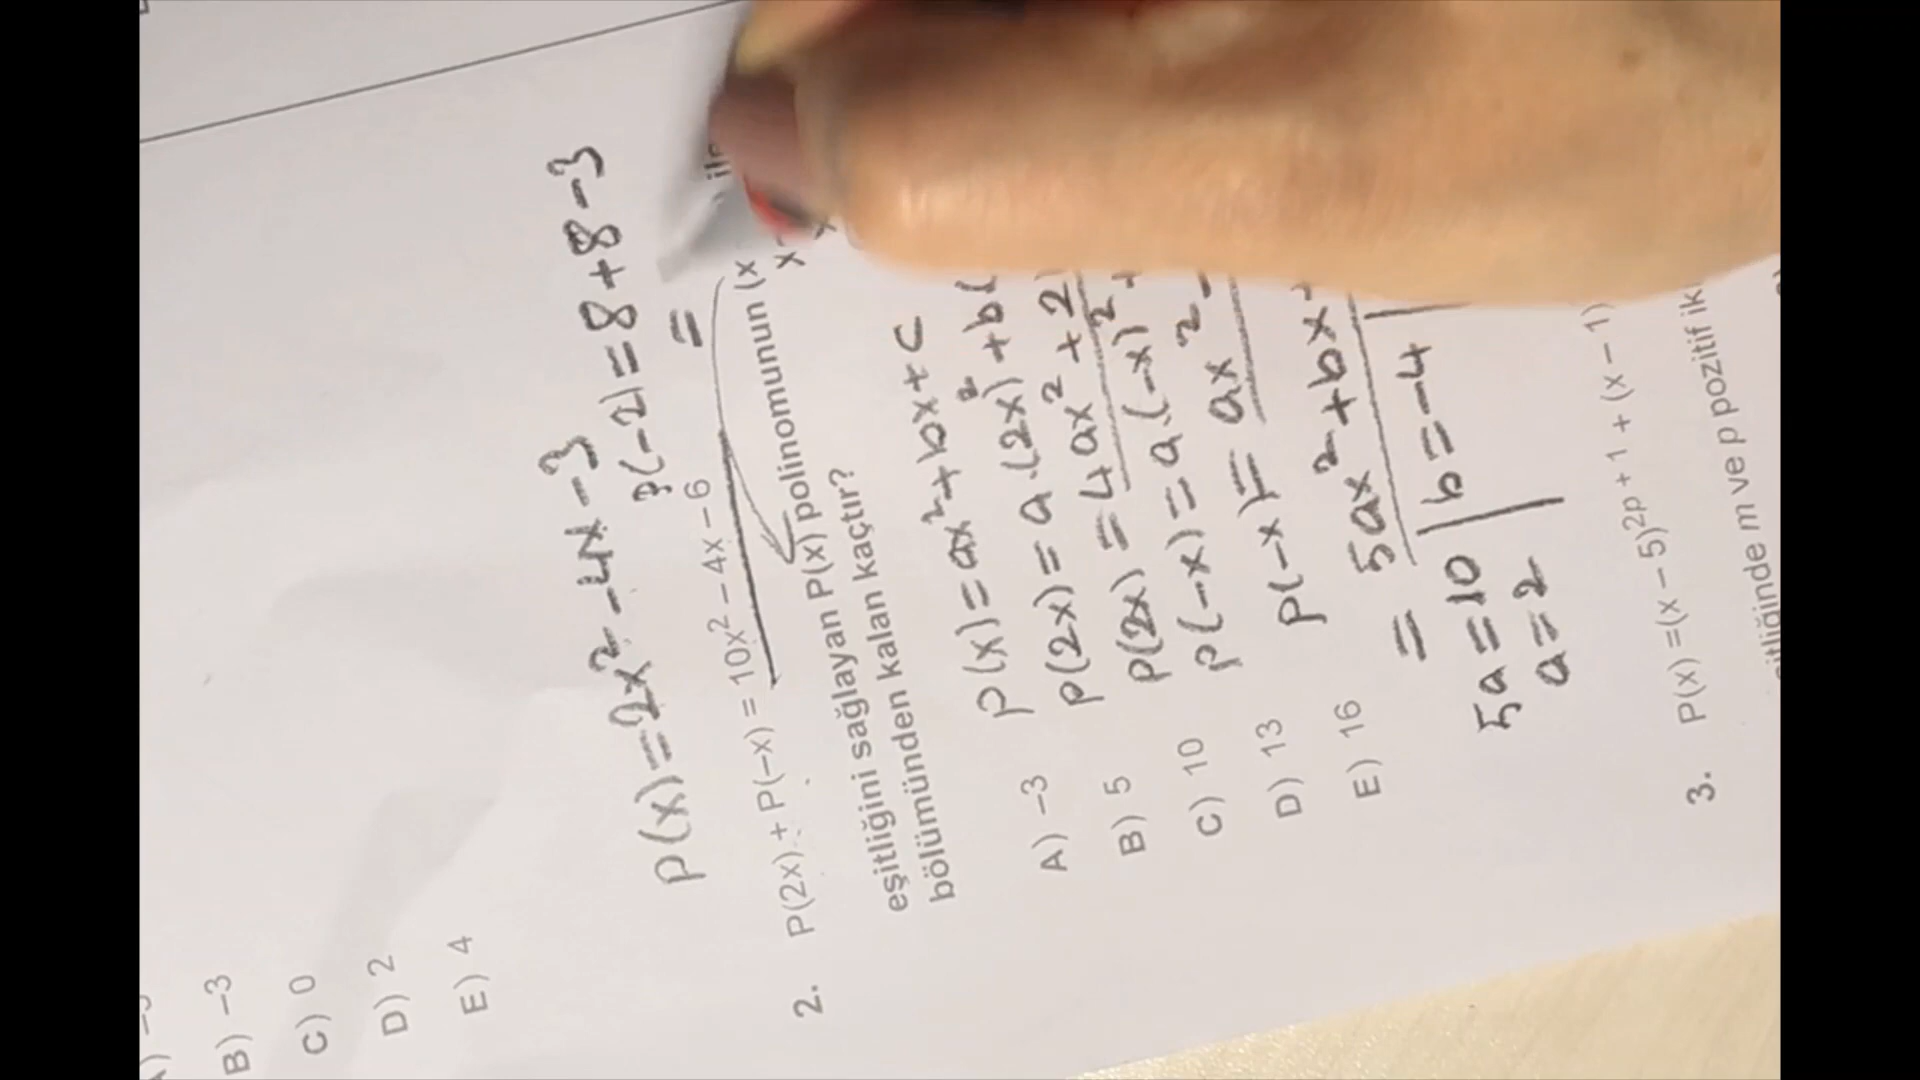 B) –3
C) 0
D) 2
E) 4
P(x)=2x²-4x-3
P(-2)=8+8-3
=
2. P(2x) + P(–x) = 10x² – 4x – 6
eşitliğini sağlayan P(x) polinomunun (x
bölümünden kalan kaçtır?
P(x)=ax²+bx+c
A) –3
P(2x)=a.(2x)²+b(
B) 5
P(2x)=4ax²+2
C) 10
P(-x)=a.(-x)²+
D) 13
P(-x)=ax²-
E) 16
P(-x)
= 5ax²+bx+
5a=10
a=2
b=-4
3. P(x) =(x – 5)²ᵖ ⁺ ¹ + (x – 1)
m ve p pozitif